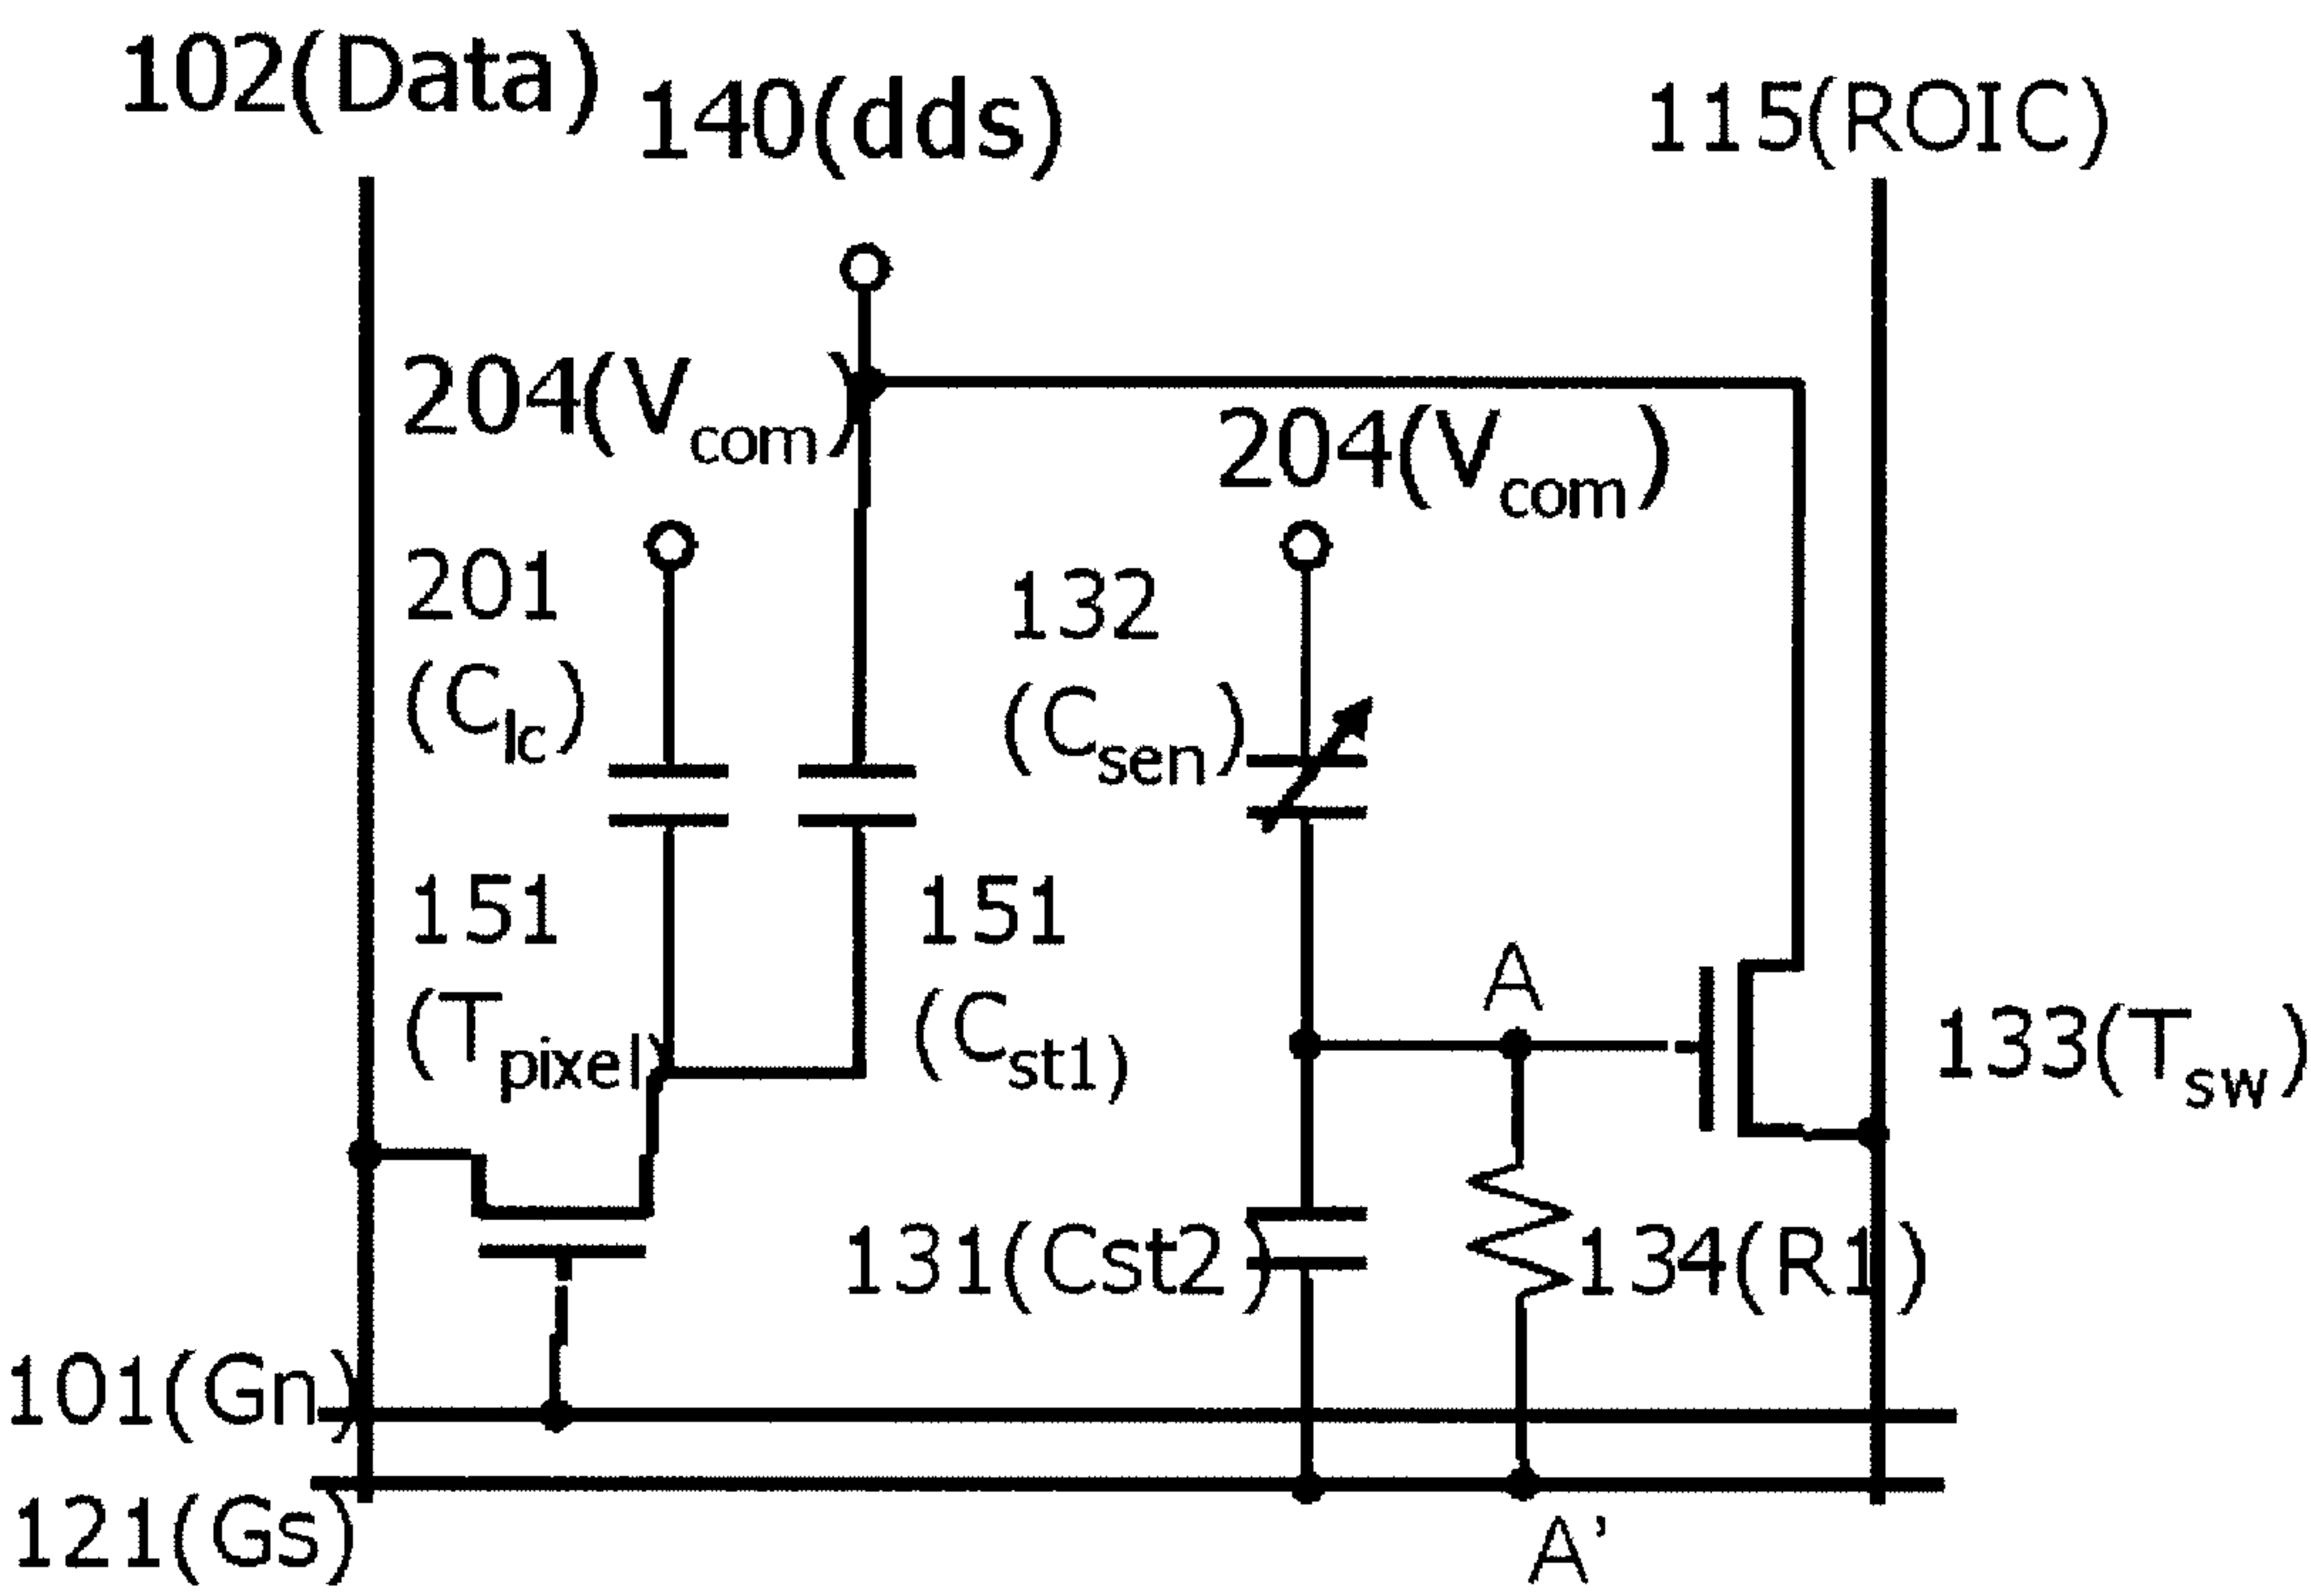 102(Data)
140(dds)
115(ROIC)
204(Vcom)
204(Vcom)
201
(Clc)
132
(Csen)
151
(Tpixel)
151
(Cst1)
A
133(Tsw)
131(Cst2)
134(R1)
101(Gn)
121(Gs)
A'